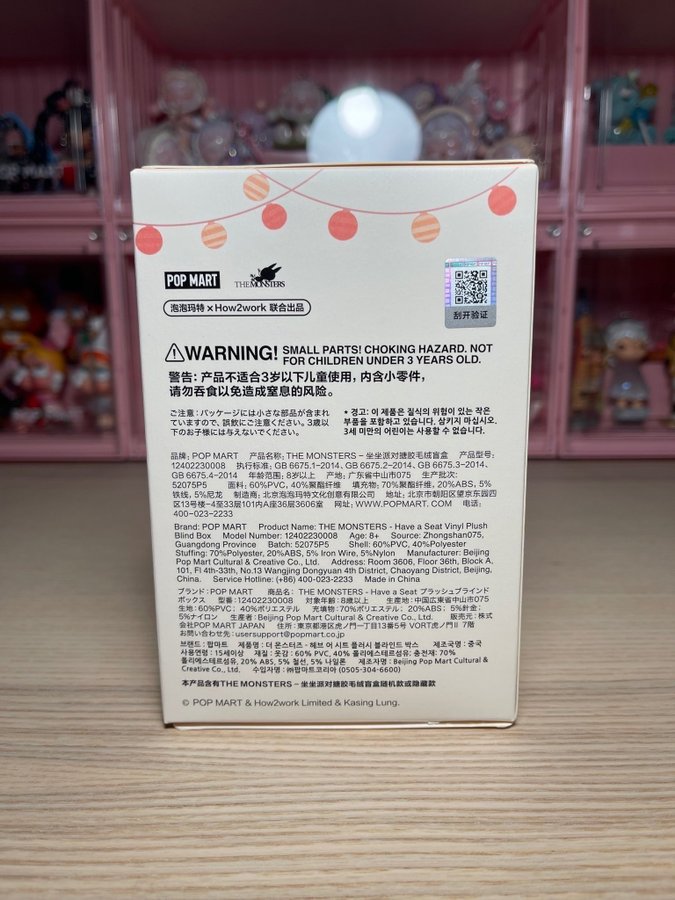 POP MART
THE MONSTERS
泡泡玛特 × How2work 联合出品
刮开验证
WARNING! SMALL PARTS! CHOKING HAZARD. NOT
FOR CHILDREN UNDER 3 YEARS OLD.
警告: 产品不适合3岁以下儿童使用，内含小零件，
请勿吞食以免造成窒息的风险。
ご注意：パッケージには小さな部品が含まれ
ていますので、誤飲にご注意ください。3歳以
下のお子様には与えないでください。
* 경고: 이 제품은 질식의 위험이 있는 작은
부품을 포함하고 있습니다. 삼키지 마십시오.
3세 미만의 어린이는 사용할 수 없습니다.
品牌: POP MART 产品名称: THE MONSTERS – 坐坐派对搪胶毛绒盲盒 产品型号:
12402230008 执行标准: GB 6675.1–2014、GB 6675.2–2014、GB 6675.3–2014、
GB 6675.4–2014 年龄范围: 8岁以上 产地: 广东省中山市075 生产批次:
52075P5 面料: 60%PVC, 40%聚酯纤维 填充物: 70%聚酯纤维, 20%ABS, 5%
铁线, 5%尼龙 制造商: 北京泡泡玛特文化创意有限公司 地址: 北京市朝阳区望京东园四
区13号楼-4至33层101内36层3606室 网址: WWW.POPMART.COM 电话:
400-023-2233
Brand: POP MART Product Name: THE MONSTERS - Have a Seat Vinyl Plush
Blind Box Model Number: 12402230008 Age: 8+ Source: Zhongshan075,
Guangdong Province Batch: 52075P5 Shell: 60%PVC, 40%Polyester
Stuffing: 70%Polyester, 20%ABS, 5% Iron Wire, 5%Nylon Manufacturer: Beijing
Pop Mart Cultural & Creative Co., Ltd. Address: Room 3606, Floor 36th, Block A,
101, Fl 4th-33th, No.13 Wangjing Dongyuan 4th District, Chaoyang District, Beijing,
China. Service Hotline: (+86) 400-023-2233 Made in China
ブランド：POP MART 商品名： THE MONSTERS - Have a Seat プラッシュブラインド
ボックス 型番：12402230008 対象年齢：8歳以上 生産地：中国広東省中山市075
生地：60%PVC； 40%ポリエステル 充填物：70%ポリエステル； 20%ABS； 5%針金；
5%ナイロン 生産者：Beijing Pop Mart Cultural & Creative Co., Ltd. 販売元：株式
会社POP MART JAPAN 住所：東京都港区虎ノ門一丁目13番5号 VORT虎ノ門II 7階
お問い合わせ先：usersupport@popmart.co.jp
브랜드 : 팝마트 제품명 : 더 몬스터즈 - 해브 어 시트 플러시 블라인드 박스 제조국명 : 중국
사용연령 : 15세이상 재질 : 겉감 : 60% PVC, 40% 폴리에스테르섬유; 충전재: 70%
폴리에스테르섬유, 20% ABS, 5% 철선, 5% 나일론 제조자명 : Beijing Pop Mart Cultural &
Creative Co., Ltd. 수입자명 : ㈜팝마트코리아 (0505-304-6600)
本产品含有THE MONSTERS – 坐坐派对搪胶毛绒盲盒随机款或隐藏款
© POP MART & How2work Limited & Kasing Lung.